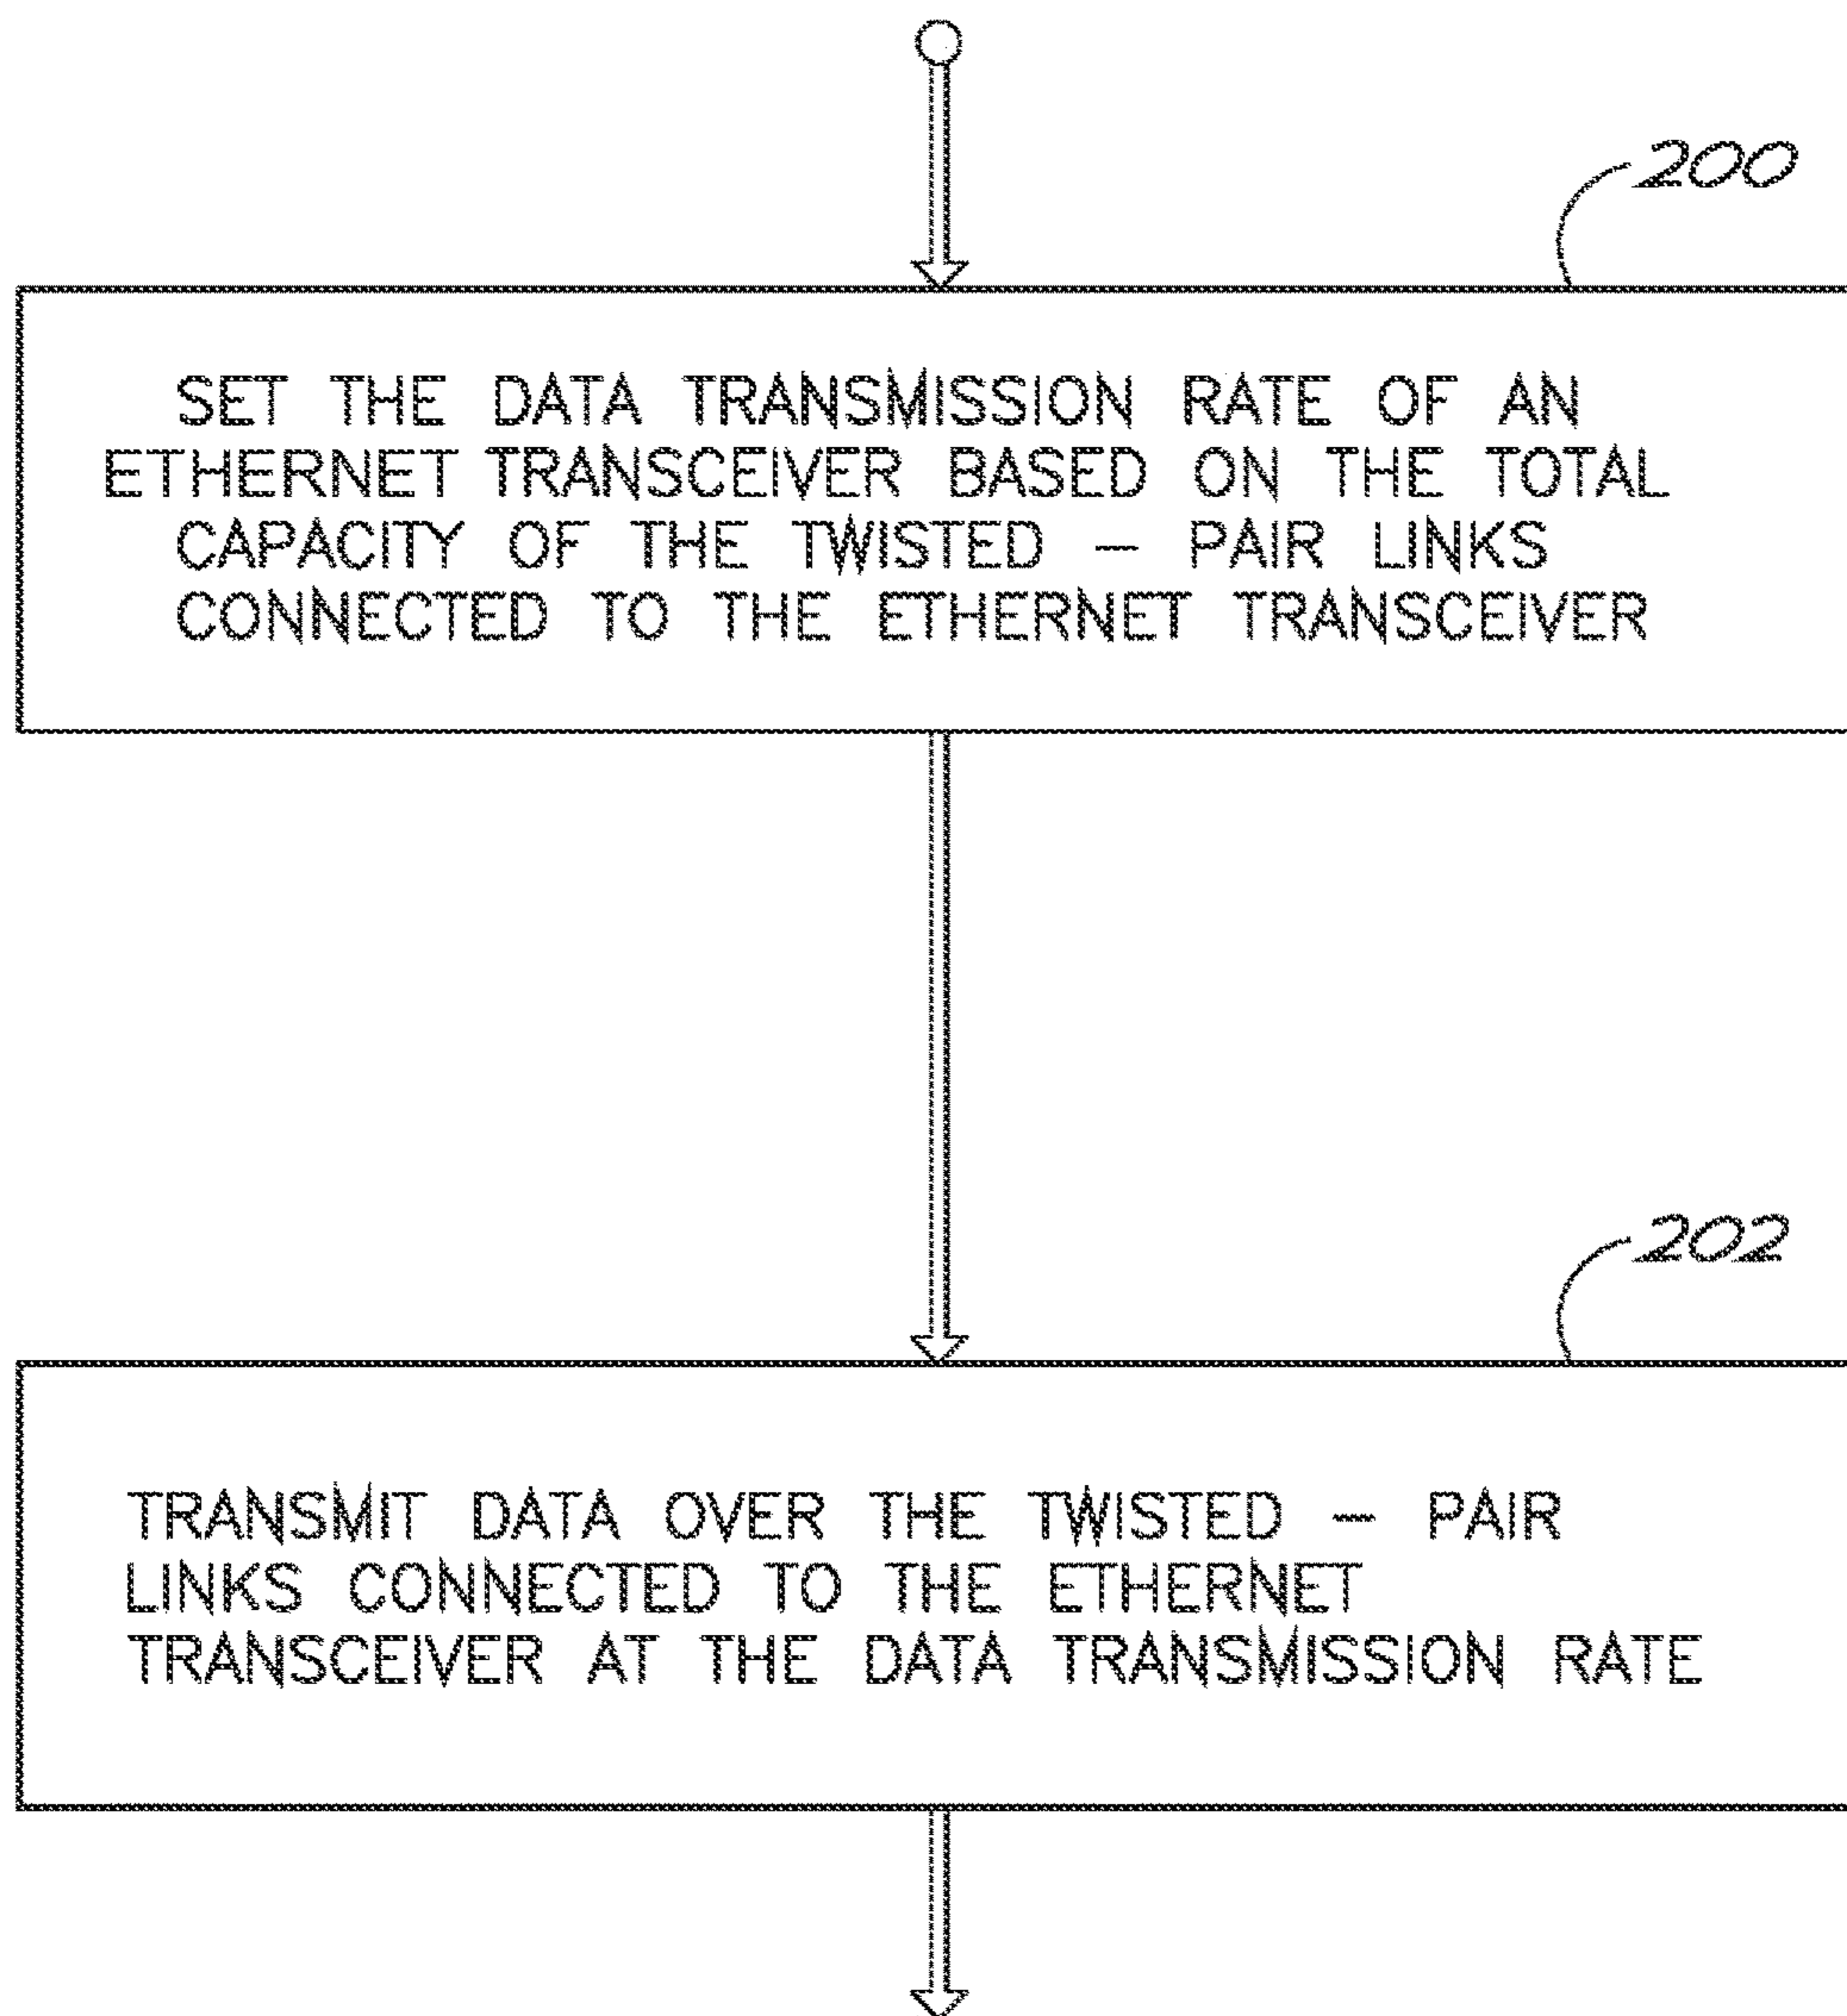 200
SET THE DATA TRANSMISSION RATE OF AN
ETHERNET TRANSCEIVER BASED ON THE TOTAL
CAPACITY OF THE TWISTED – PAIR LINKS
CONNECTED TO THE ETHERNET TRANSCEIVER
202
TRANSMIT DATA OVER THE TWISTED – PAIR
LINKS CONNECTED TO THE ETHERNET
TRANSCEIVER AT THE DATA TRANSMISSION RATE